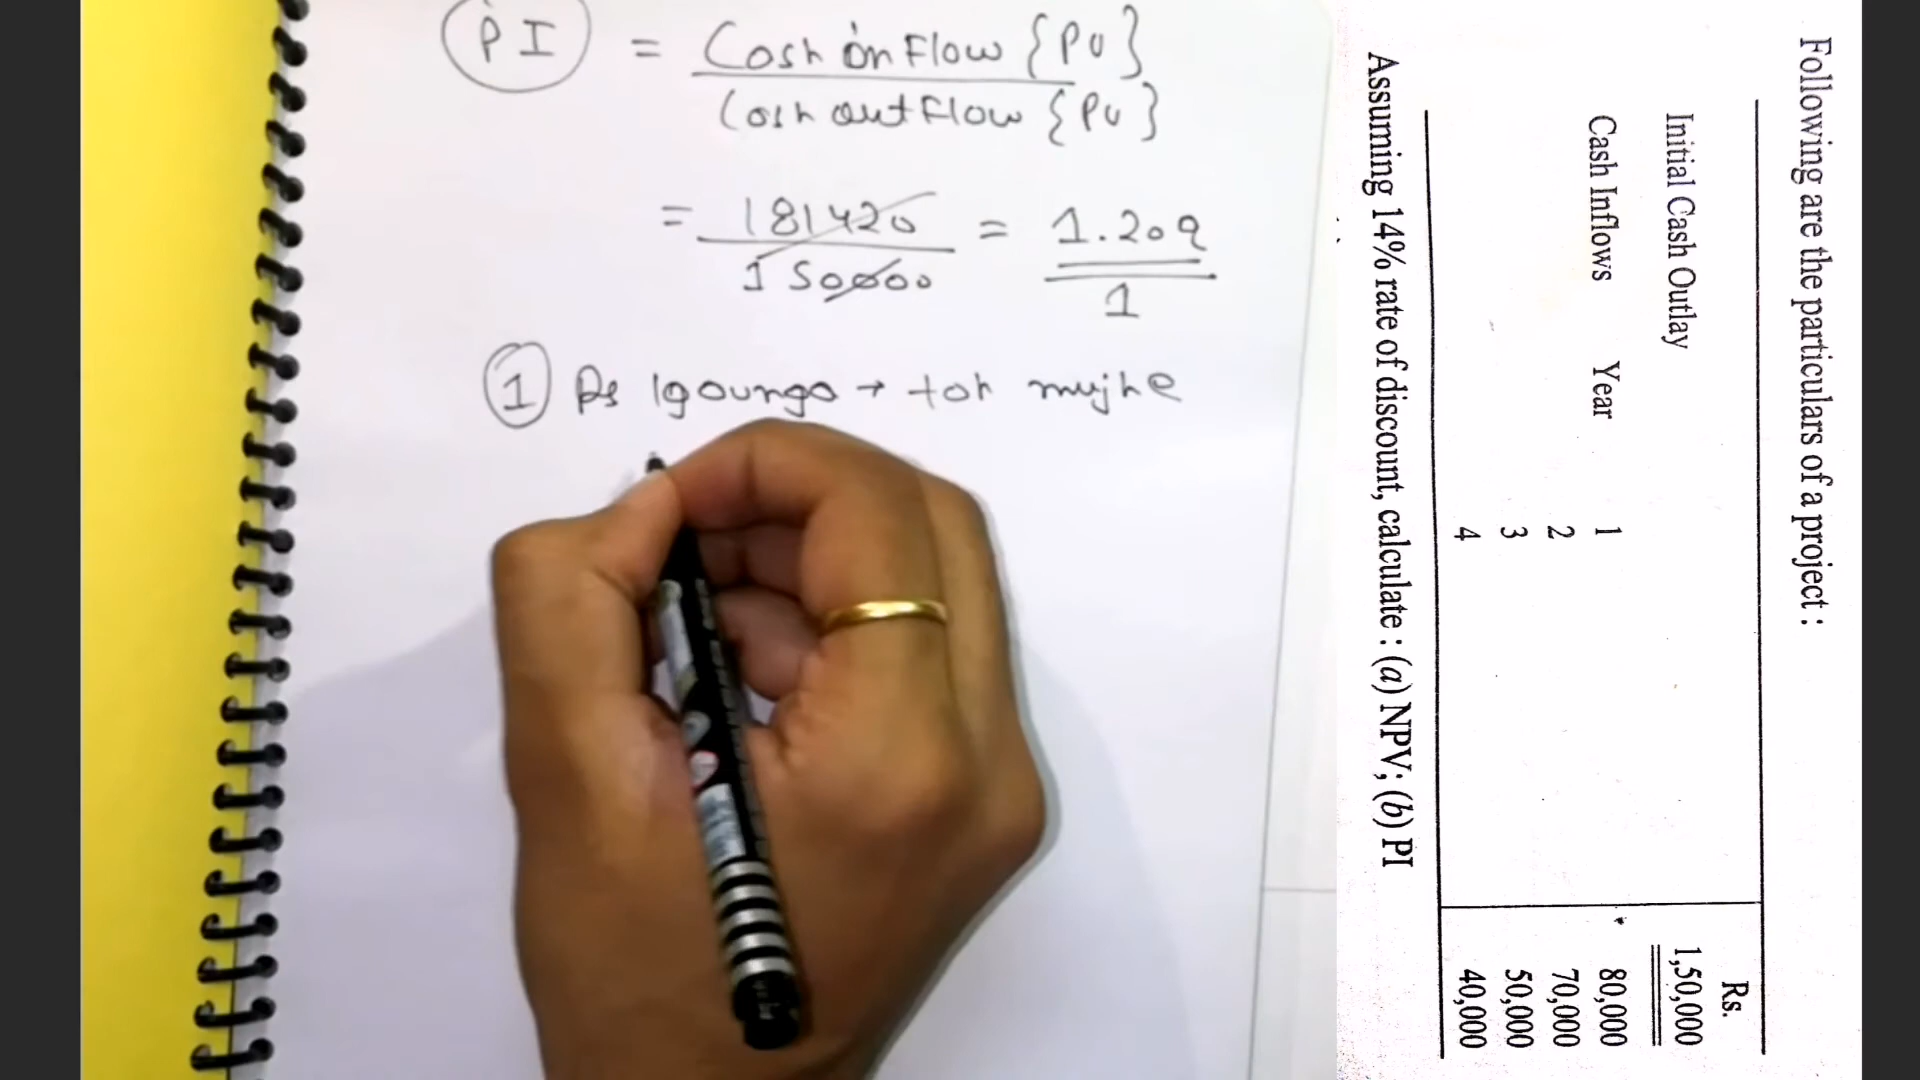 PI = Cash inflow {PV}
Cash outflow {PV}
= 181420 = 1.209
150000 1
1 Rs lgaunga → toh mujhe
Following are the particulars of a project :
Rs.
Initial Cash Outlay 1,50,000
Cash Inflows Year 1 80,000
2 70,000
3 50,000
4 40,000
Assuming 14% rate of discount, calculate : (a) NPV; (b) PI